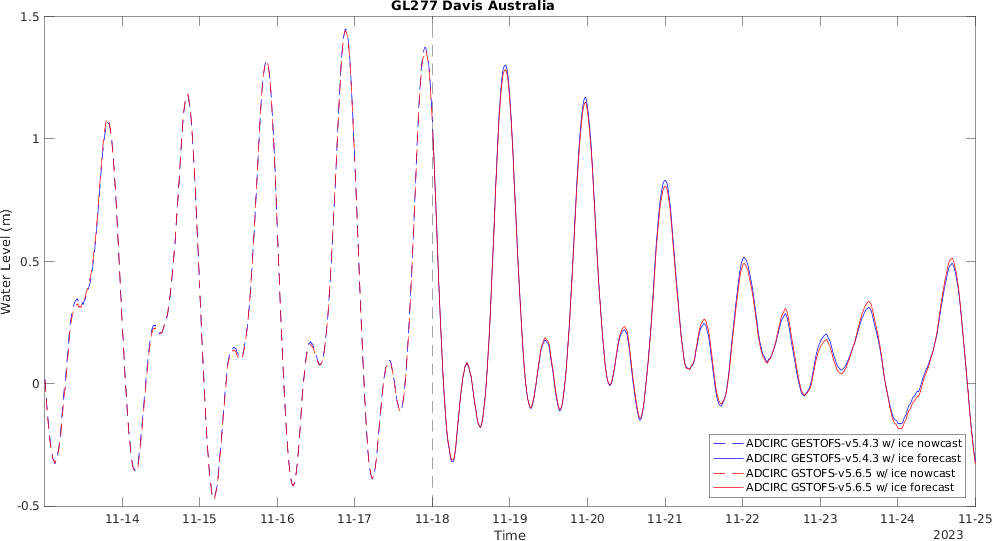 GL277 Davis Australia
Water Level (m)
1.5
1
0.5
0
-0.5
11-14 11-15 11-16 11-17 11-18 11-19 11-20 11-21 11-22 11-23 11-24 11-25
Time
2023
ADCIRC GESTOFS-v5.4.3 w/ ice nowcast
ADCIRC GESTOFS-v5.4.3 w/ ice forecast
ADCIRC GSTOFS-v5.6.5 w/ ice nowcast
ADCIRC GSTOFS-v5.6.5 w/ ice forecast